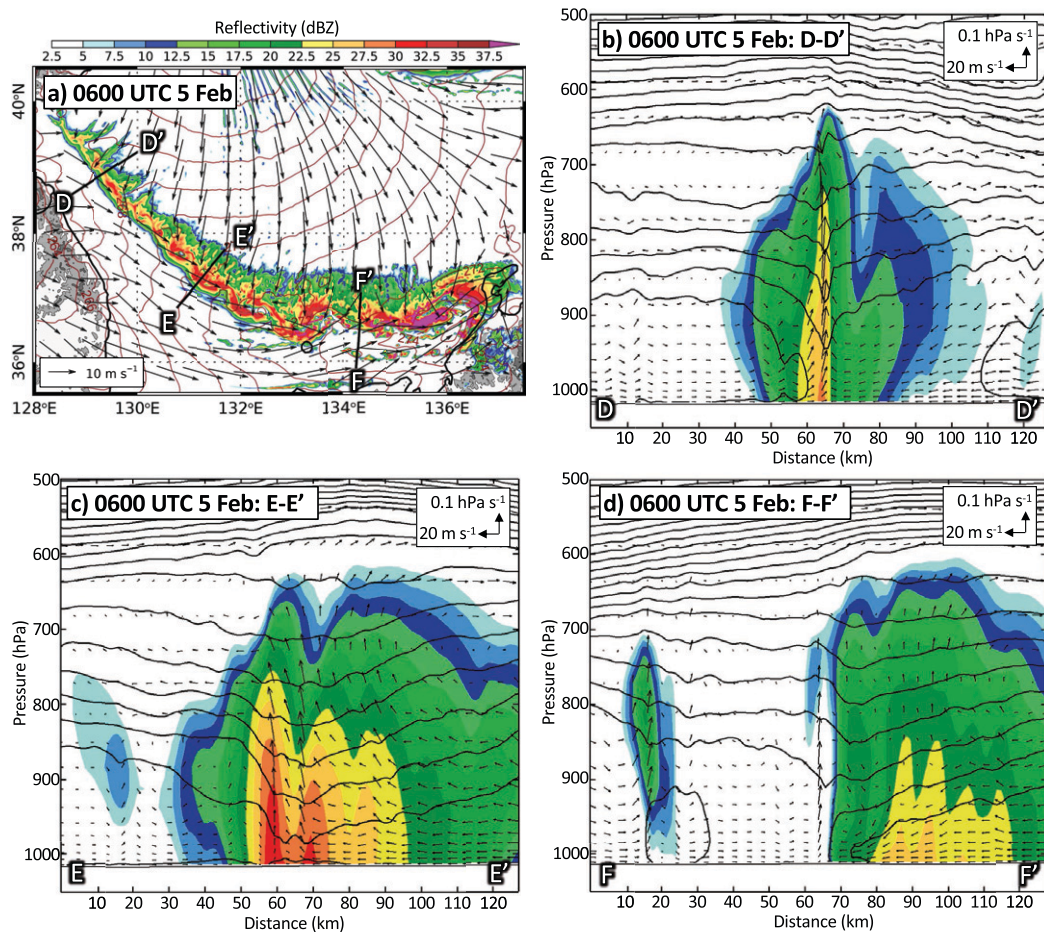 Reflectivity (dBZ)
2.5 5 7.5 10 12.5 15 17.5 20 22.5 25 27.5 30 32.5 35 37.5
a) 0600 UTC 5 Feb
40°N
38°N
36°N
D'
D
E'
E
F'
F
10 m s⁻¹
128°E 130°E 132°E 134°E 136°E
b) 0600 UTC 5 Feb: D-D'
0.1 hPa s⁻¹
20 m s⁻¹
Pressure (hPa)
500
600
700
800
900
1000
D D'
10 20 30 40 50 60 70 80 90 100 110 120
Distance (km)
c) 0600 UTC 5 Feb: E-E'
0.1 hPa s⁻¹
20 m s⁻¹
Pressure (hPa)
500
600
700
800
900
1000
E E'
10 20 30 40 50 60 70 80 90 100 110 120
Distance (km)
d) 0600 UTC 5 Feb: F-F'
0.1 hPa s⁻¹
20 m s⁻¹
Pressure (hPa)
500
600
700
800
900
1000
F F'
10 20 30 40 50 60 70 80 90 100 110 120
Distance (km)